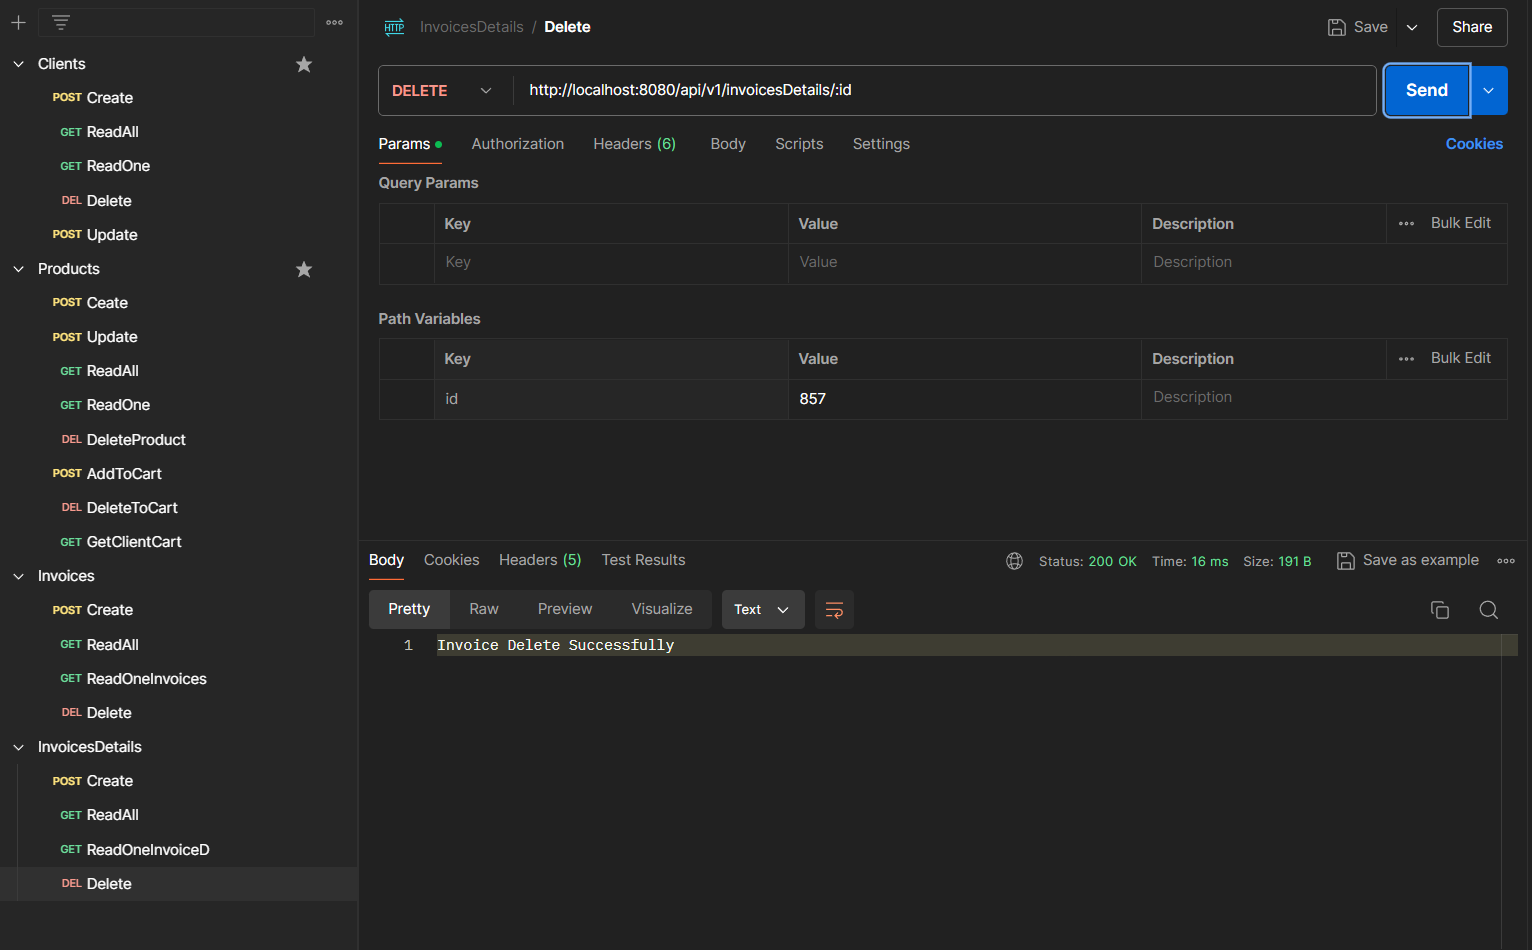 Clients
POST Create
GET ReadAll
GET ReadOne
DEL Delete
POST Update
Products
POST Ceate
POST Update
GET ReadAll
GET ReadOne
DEL DeleteProduct
POST AddToCart
DEL DeleteToCart
GET GetClientCart
Invoices
POST Create
GET ReadAll
GET ReadOneInvoices
DEL Delete
InvoicesDetails
POST Create
GET ReadAll
GET ReadOneInvoiceD
DEL Delete
HTTP InvoicesDetails / Delete Save Share
DELETE http://localhost:8080/api/v1/invoicesDetails/:id Send
Params Authorization Headers (6) Body Scripts Settings Cookies
Query Params
Key Value Description Bulk Edit
Key Value Description
Path Variables
Key Value Description Bulk Edit
id 857 Description
Body Cookies Headers (5) Test Results Status: 200 OK Time: 16 ms Size: 191 B Save as example
Pretty Raw Preview Visualize Text
1 Invoice Delete Successfully